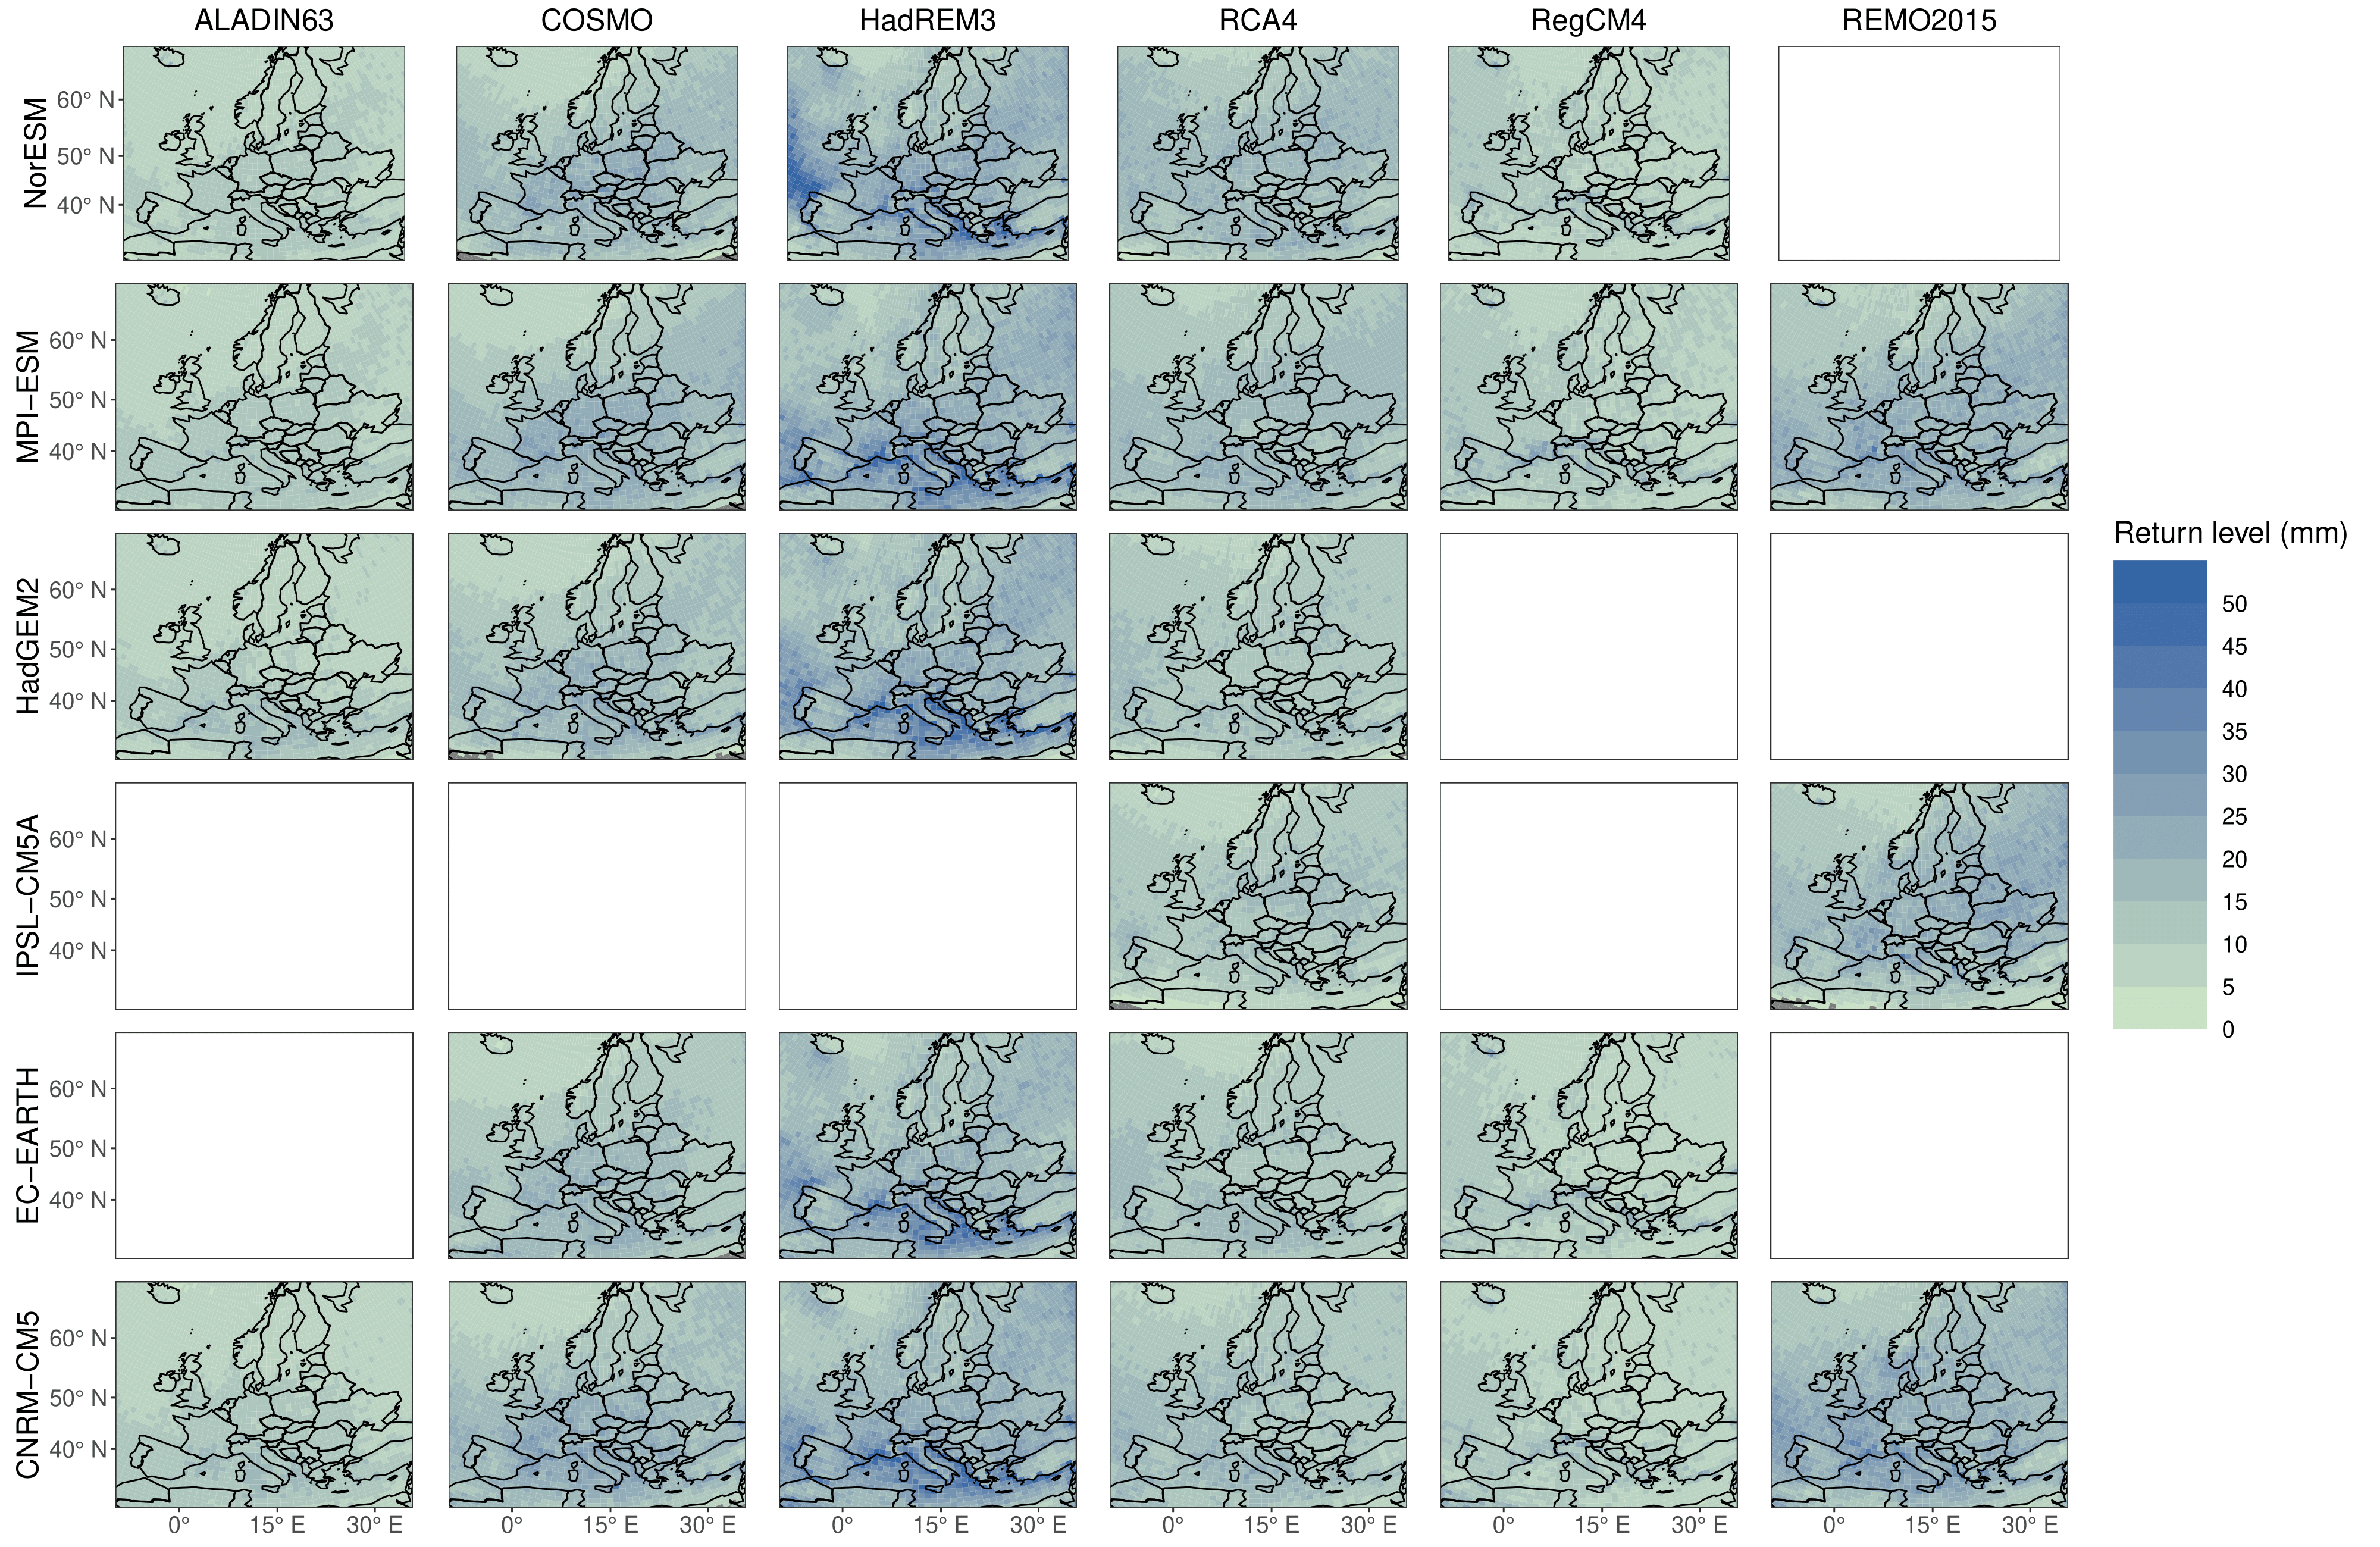 ALADIN63 COSMO HadREM3 RCA4 RegCM4 REMO2015
NorESM
60° N
50° N
40° N
MPI−ESM
60° N
50° N
40° N
HadGEM2
60° N
50° N
40° N
IPSL−CM5A
60° N
50° N
40° N
EC−EARTH
60° N
50° N
40° N
CNRM−CM5
60° N
50° N
40° N
0° 15° E 30° E 0° 15° E 30° E 0° 15° E 30° E 0° 15° E 30° E 0° 15° E 30° E 0° 15° E 30° E
Return level (mm)
50
45
40
35
30
25
20
15
10
5
0